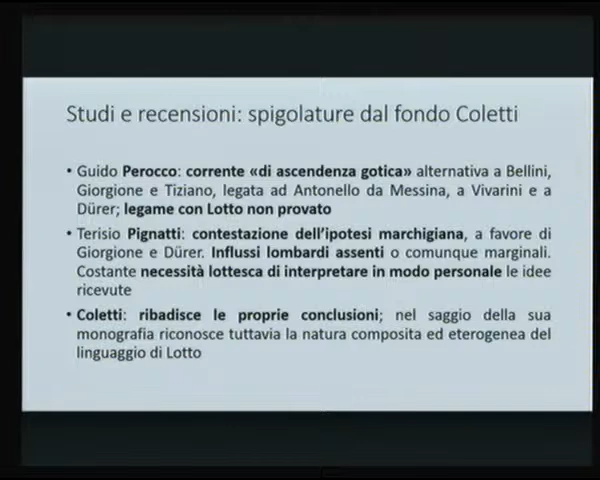 Studi e recensioni: spigolature dal fondo Coletti
• Guido Perocco: corrente «di ascendenza gotica» alternativa a Bellini,
Giorgione e Tiziano, legata ad Antonello da Messina, a Vivarini e a
Dürer; legame con Lotto non provato
• Terisio Pignatti: contestazione dell'ipotesi marchigiana, a favore di
Giorgione e Dürer. Influssi lombardi assenti o comunque marginali.
Costante necessità lottesca di interpretare in modo personale le idee
ricevute
• Coletti: ribadisce le proprie conclusioni; nel saggio della sua
monografia riconosce tuttavia la natura composita ed eterogenea del
linguaggio di Lotto